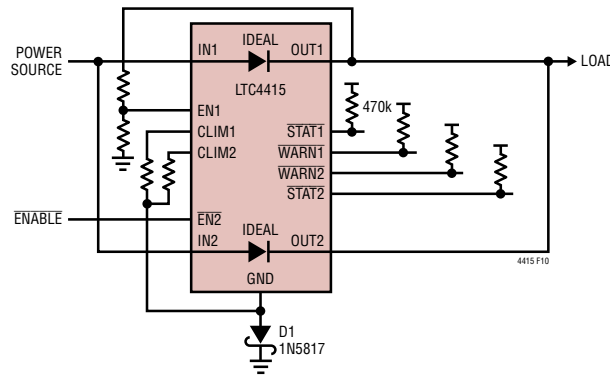 IDEAL
IN1
OUT1
POWER
SOURCE
LOAD
LTC4415
EN1
470k
CLIM1
STAT1
CLIM2
WARN1
WARN2
STAT2
ENABLE
EN2
IDEAL
IN2
OUT2
4415 F10
GND
D1
1N5817